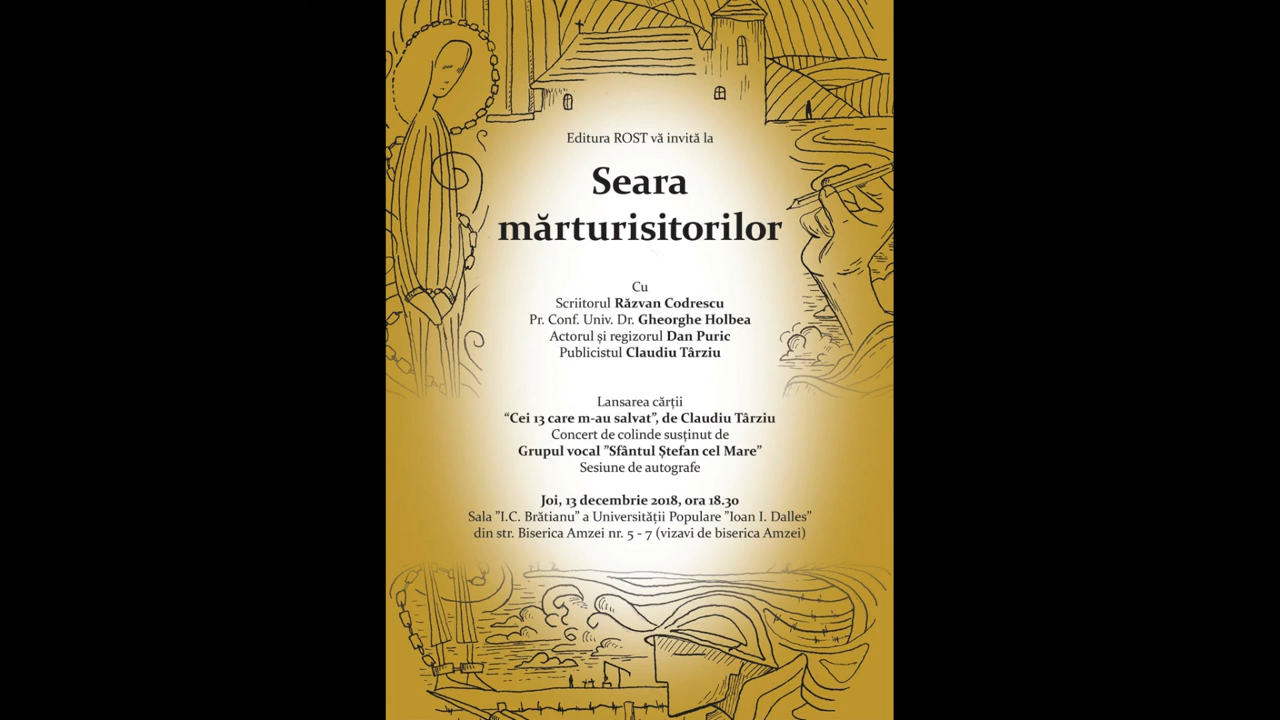 Editura ROST vă invită la
Seara
mărturisitorilor
Cu
Scriitorul Răzvan Codrescu
Pr. Conf. Univ. Dr. Gheorghe Holbea
Actorul și regizorul Dan Puric
Publicistul Claudiu Târziu
Lansarea cărții
“Cei 13 care m-au salvat”, de Claudiu Târziu
Concert de colinde susținut de
Grupul vocal ”Sfântul Ștefan cel Mare”
Sesiune de autografe
Joi, 13 decembrie 2018, ora 18.30
Sala ”I.C. Brătianu” a Universității Populare ”Ioan I. Dalles”
din str. Biserica Amzei nr. 5 - 7 (vizavi de biserica Amzei)